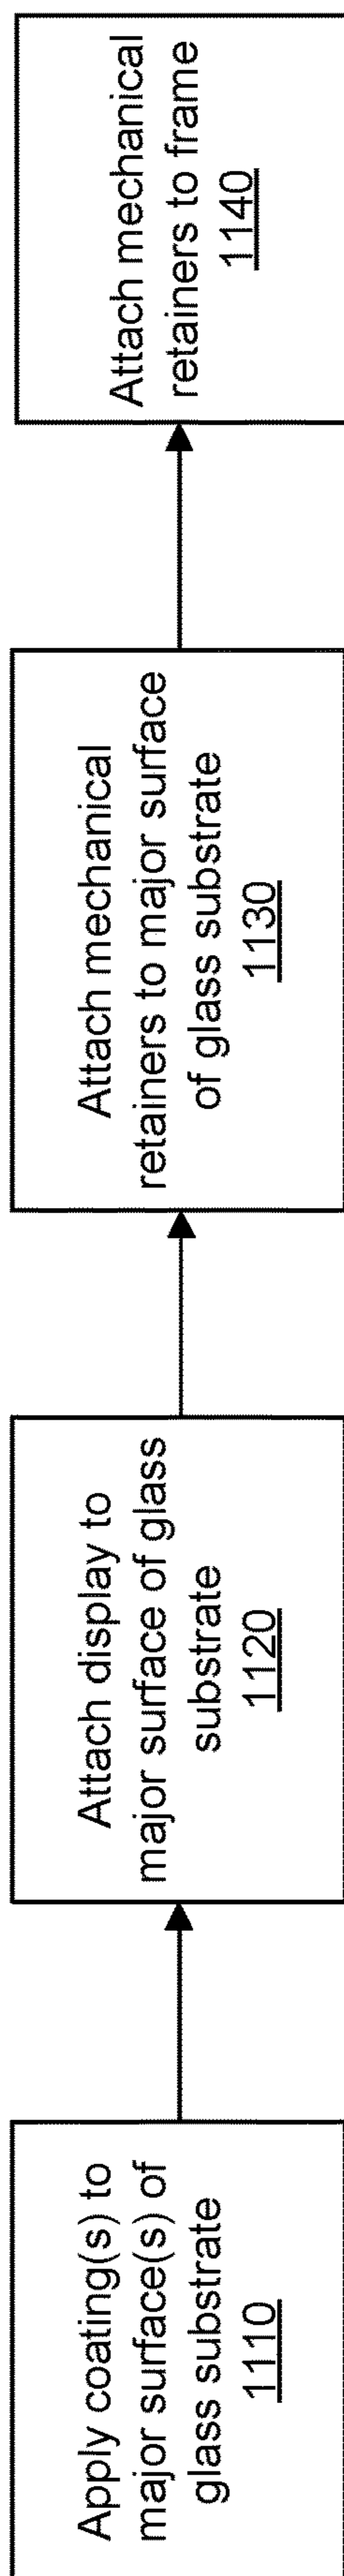 Apply coating(s) to
major surface(s) of
glass substrate
1110
Attach display to
major surface of glass
substrate
1120
Attach mechanical
retainers to major surface
of glass substrate
1130
Attach mechanical
retainers to frame
1140